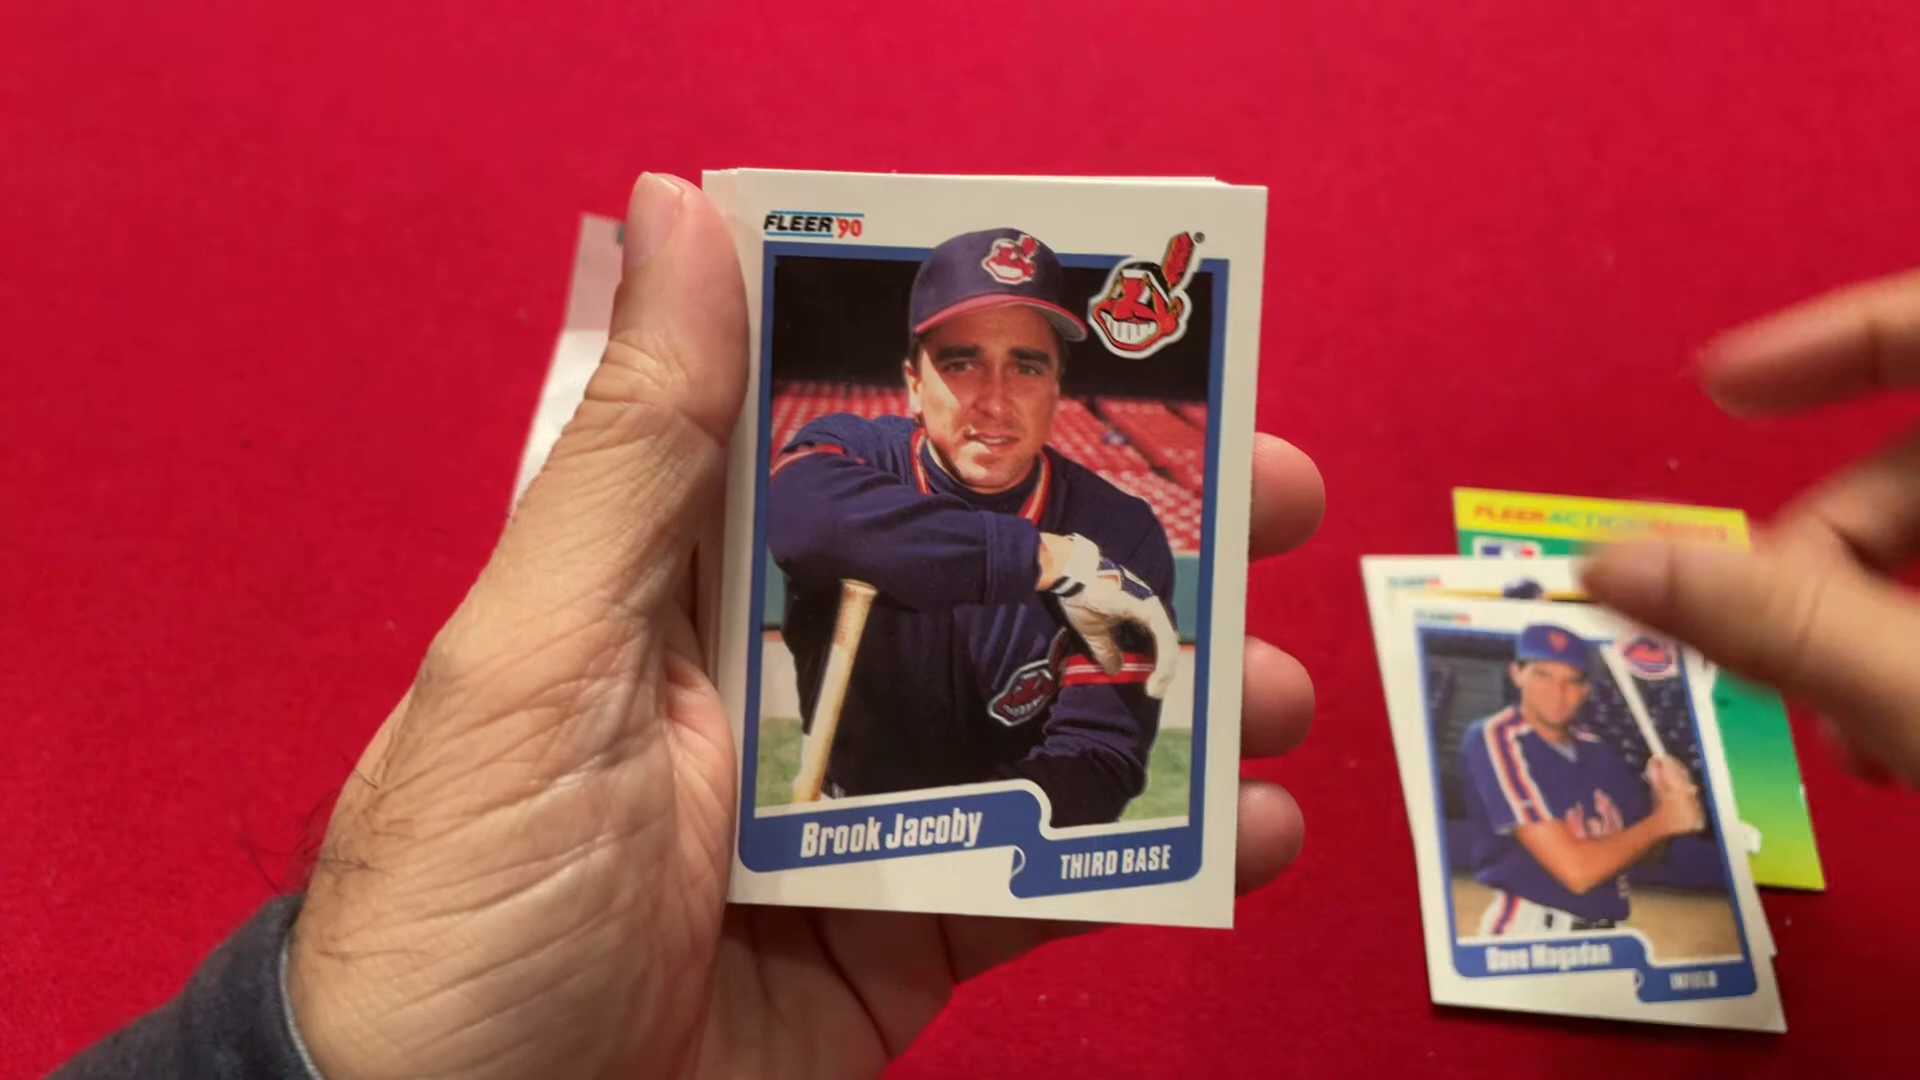 FLEER '90
®
Brook Jacoby
THIRD BASE
FLEER ACTION SERIES
Dave Magadan
INFIELD